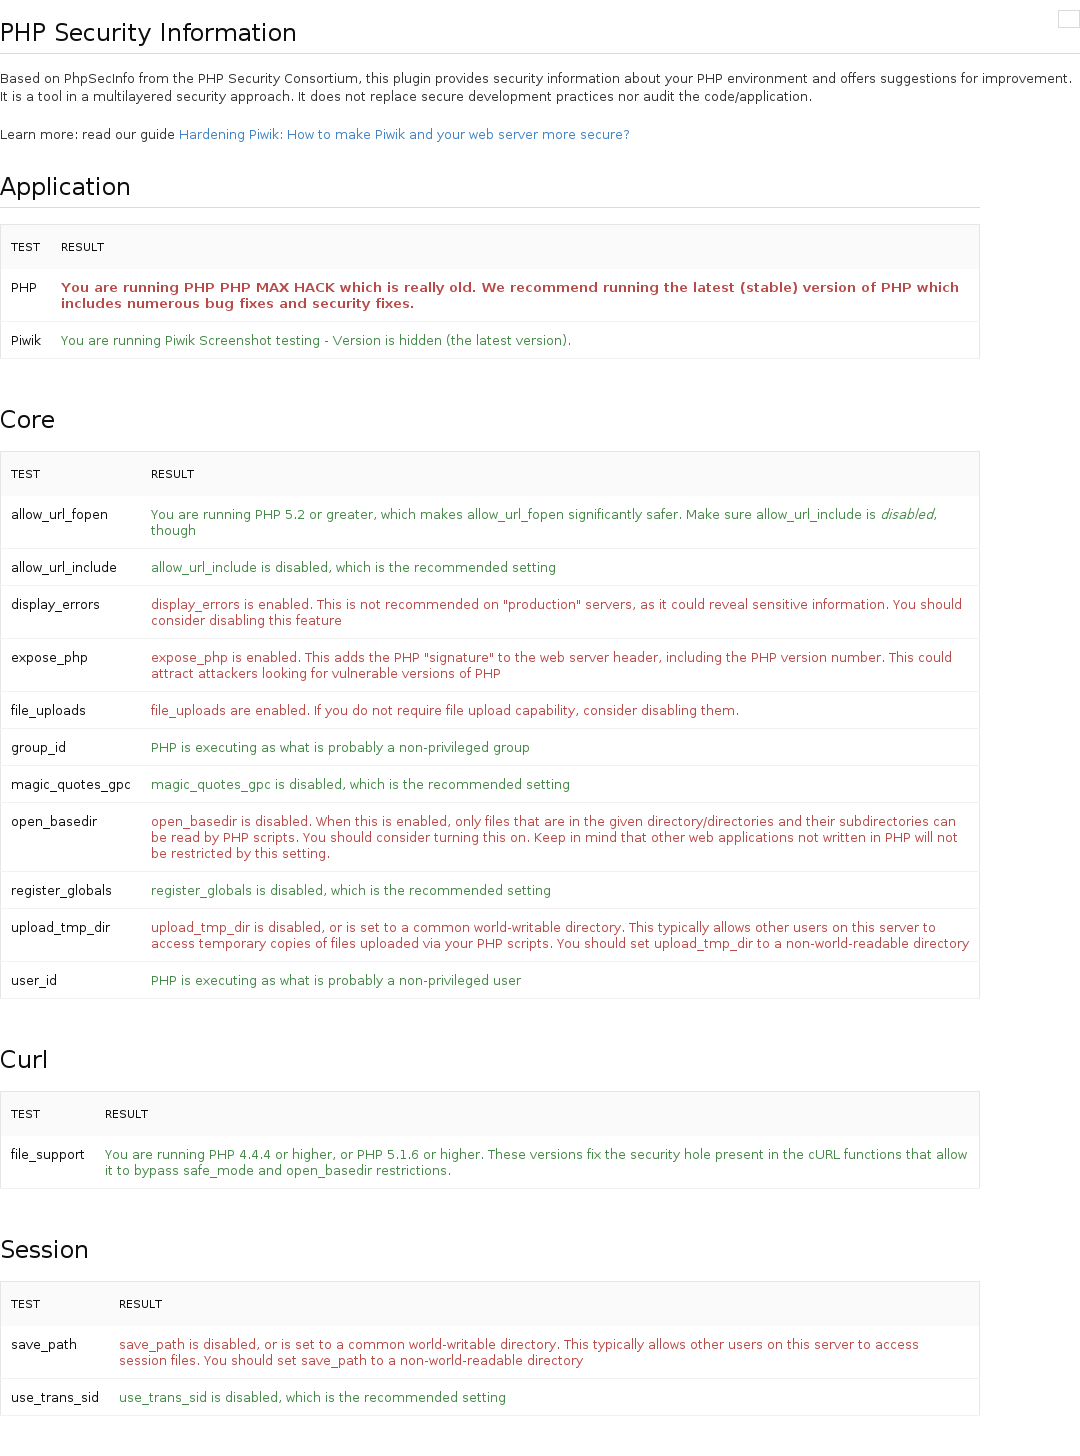 PHP Security Information
Based on PhpSecInfo from the PHP Security Consortium, this plugin provides security information about your PHP environment and offers suggestions for improvement.
It is a tool in a multilayered security approach. It does not replace secure development practices nor audit the code/application.
Learn more: read our guide Hardening Piwik: How to make Piwik and your web server more secure?
Application
TEST RESULT
PHP You are running PHP PHP MAX HACK which is really old. We recommend running the latest (stable) version of PHP which
includes numerous bug fixes and security fixes.
Piwik You are running Piwik Screenshot testing - Version is hidden (the latest version).
Core
TEST RESULT
allow_url_fopen You are running PHP 5.2 or greater, which makes allow_url_fopen significantly safer. Make sure allow_url_include is disabled,
though
allow_url_include allow_url_include is disabled, which is the recommended setting
display_errors display_errors is enabled. This is not recommended on "production" servers, as it could reveal sensitive information. You should
consider disabling this feature
expose_php expose_php is enabled. This adds the PHP "signature" to the web server header, including the PHP version number. This could
attract attackers looking for vulnerable versions of PHP
file_uploads file_uploads are enabled. If you do not require file upload capability, consider disabling them.
group_id PHP is executing as what is probably a non-privileged group
magic_quotes_gpc magic_quotes_gpc is disabled, which is the recommended setting
open_basedir open_basedir is disabled. When this is enabled, only files that are in the given directory/directories and their subdirectories can
be read by PHP scripts. You should consider turning this on. Keep in mind that other web applications not written in PHP will not
be restricted by this setting.
register_globals register_globals is disabled, which is the recommended setting
upload_tmp_dir upload_tmp_dir is disabled, or is set to a common world-writable directory. This typically allows other users on this server to
access temporary copies of files uploaded via your PHP scripts. You should set upload_tmp_dir to a non-world-readable directory
user_id PHP is executing as what is probably a non-privileged user
Curl
TEST RESULT
file_support You are running PHP 4.4.4 or higher, or PHP 5.1.6 or higher. These versions fix the security hole present in the cURL functions that allow
it to bypass safe_mode and open_basedir restrictions.
Session
TEST RESULT
save_path save_path is disabled, or is set to a common world-writable directory. This typically allows other users on this server to access
session files. You should set save_path to a non-world-readable directory
use_trans_sid use_trans_sid is disabled, which is the recommended setting